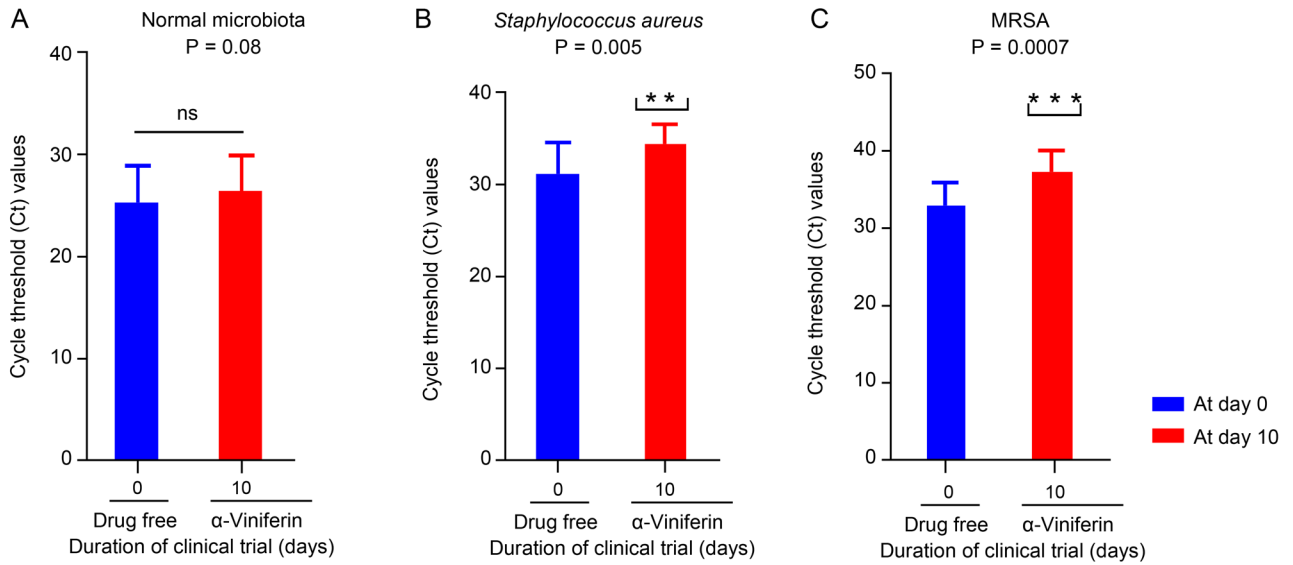 A
Normal microbiota
P = 0.08
40
30
20
10
0
Cycle threshold (Ct) values
ns
0
10
Drug free
α-Viniferin
Duration of clinical trial (days)
B
Staphylococcus aureus
P = 0.005
40
30
20
10
0
Cycle threshold (Ct) values
**
0
10
Drug free
α-Viniferin
Duration of clinical trial (days)
C
MRSA
P = 0.0007
50
40
30
20
10
0
Cycle threshold (Ct) values
***
0
10
Drug free
α-Viniferin
Duration of clinical trial (days)
At day 0
At day 10